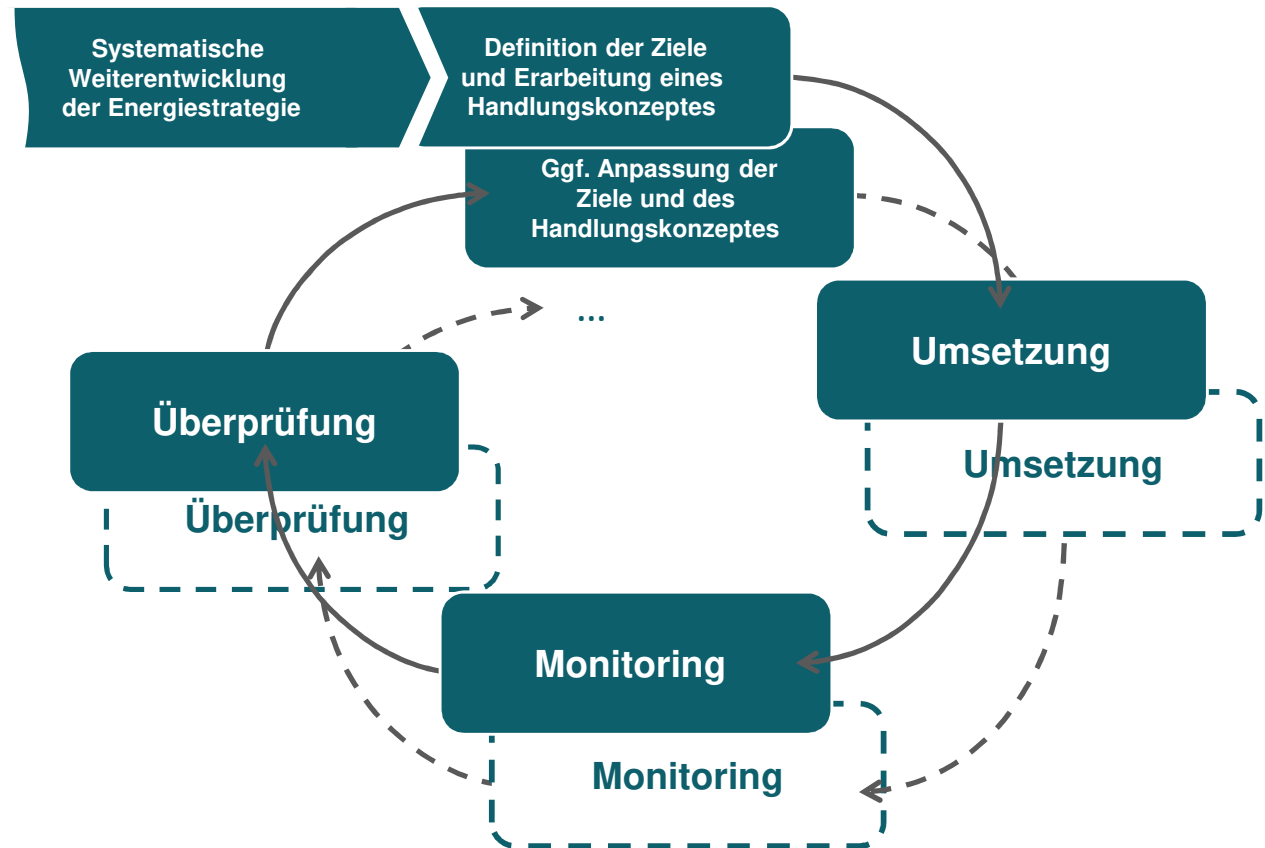 Systematische
Weiterentwicklung
der Energiestrategie
Definition der Ziele
und Erarbeitung eines
Handlungskonzeptes
Ggf. Anpassung der
Ziele und des
Handlungskonzeptes
...
Umsetzung
Umsetzung
Überprüfung
Überprüfung
Monitoring
Monitoring